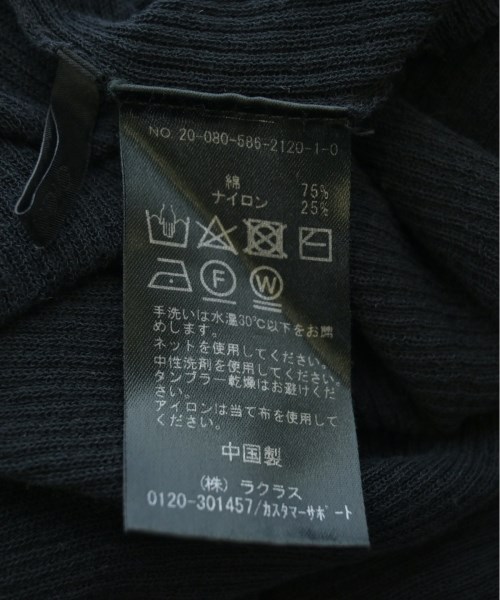 NO. 20-080-586-2120-1-0
綿 75%
ナイロン 25%
F W
手洗いは水温30℃以下をお勧
めします。
ネットを使用してください。
中性洗剤を使用してください。
タンブラー乾燥はお避けくだ
さい。
アイロンは当て布を使用して
ください。
中国製
(株) ラクラス
0120-301457/カスタマーサポート